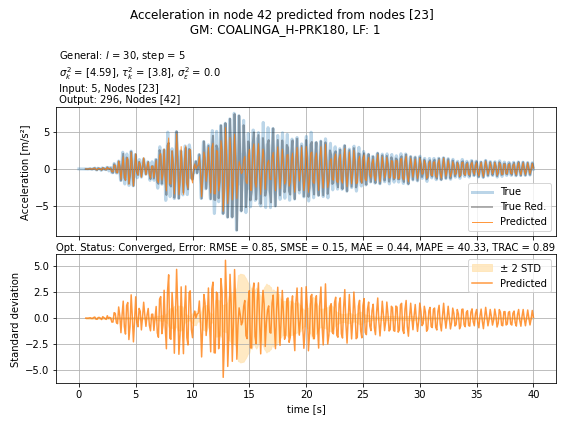 Acceleration in node 42 predicted from nodes [23]
GM: COALINGA_H-PRK180, LF: 1
General: l = 30, step = 5
σ²ₖ = [4.59], τ²ₖ = [3.8], σ²ε = 0.0
Input: 5, Nodes [23]
Output: 296, Nodes [42]
Acceleration [m/s²]
5
0
−5
True
True Red.
Predicted
Opt. Status: Converged, Error: RMSE = 0.85, SMSE = 0.15, MAE = 0.44, MAPE = 40.33, TRAC = 0.89
Standard deviation
5.0
2.5
0.0
−2.5
−5.0
± 2 STD
Predicted
0 5 10 15 20 25 30 35 40
time [s]